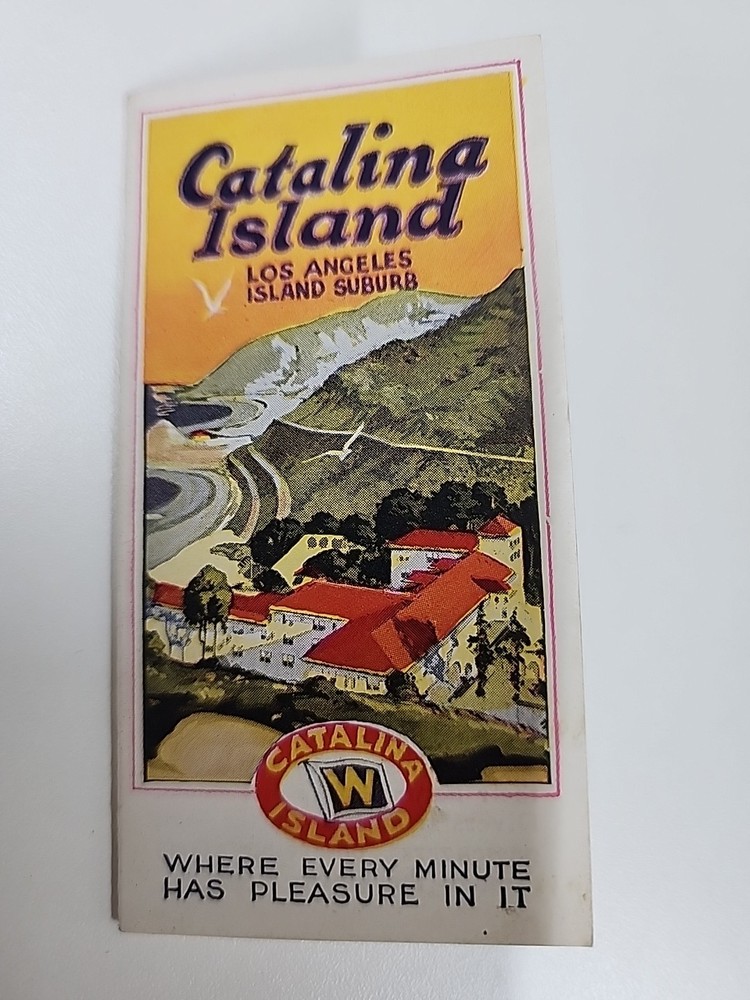 Catalina
Island
LOS ANGELES
ISLAND SUBURB
CATALINA
W
ISLAND
WHERE EVERY MINUTE
HAS PLEASURE IN IT